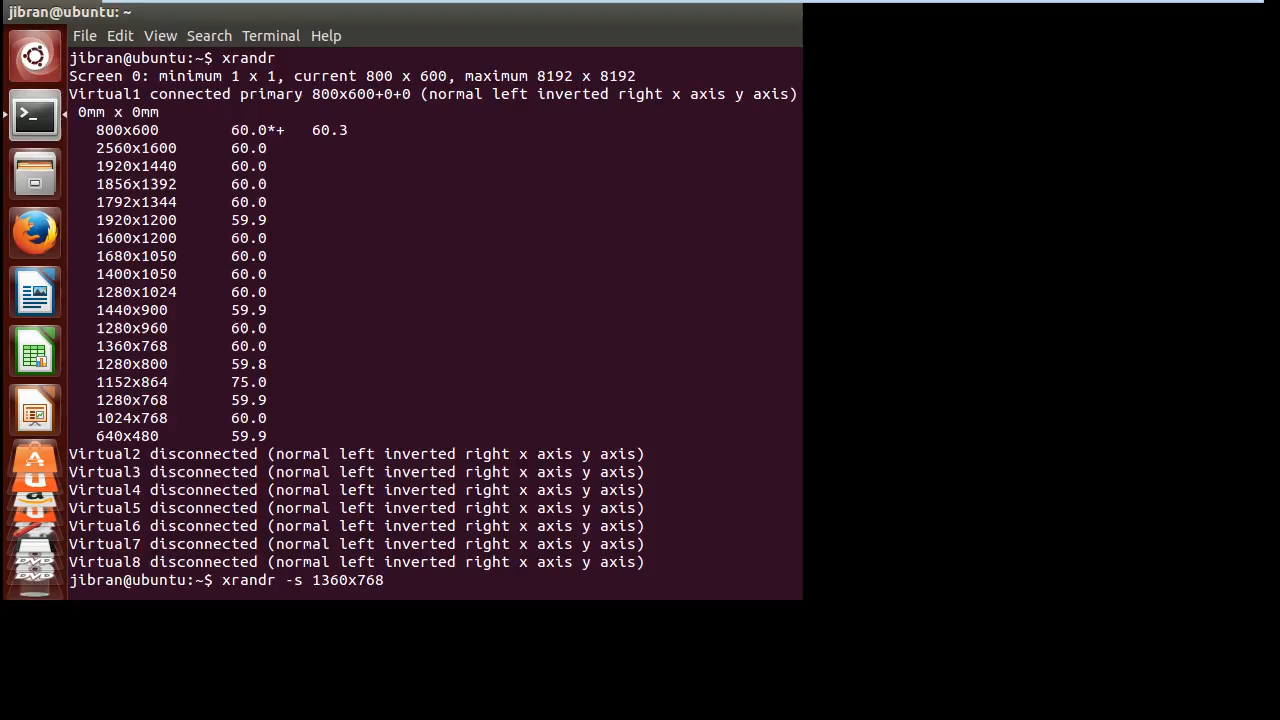 jibran@ubuntu: ~
File Edit View Search Terminal Help
jibran@ubuntu:~$ xrandr
Screen 0: minimum 1 x 1, current 800 x 600, maximum 8192 x 8192
Virtual1 connected primary 800x600+0+0 (normal left inverted right x axis y axis)
0mm x 0mm
800x600 60.0*+ 60.3
2560x1600 60.0
1920x1440 60.0
1856x1392 60.0
1792x1344 60.0
1920x1200 59.9
1600x1200 60.0
1680x1050 60.0
1400x1050 60.0
1280x1024 60.0
1440x900 59.9
1280x960 60.0
1360x768 60.0
1280x800 59.8
1152x864 75.0
1280x768 59.9
1024x768 60.0
640x480 59.9
Virtual2 disconnected (normal left inverted right x axis y axis)
Virtual3 disconnected (normal left inverted right x axis y axis)
Virtual4 disconnected (normal left inverted right x axis y axis)
Virtual5 disconnected (normal left inverted right x axis y axis)
Virtual6 disconnected (normal left inverted right x axis y axis)
Virtual7 disconnected (normal left inverted right x axis y axis)
Virtual8 disconnected (normal left inverted right x axis y axis)
jibran@ubuntu:~$ xrandr -s 1360x768
>_
A
U
a
U
DVD
DVD